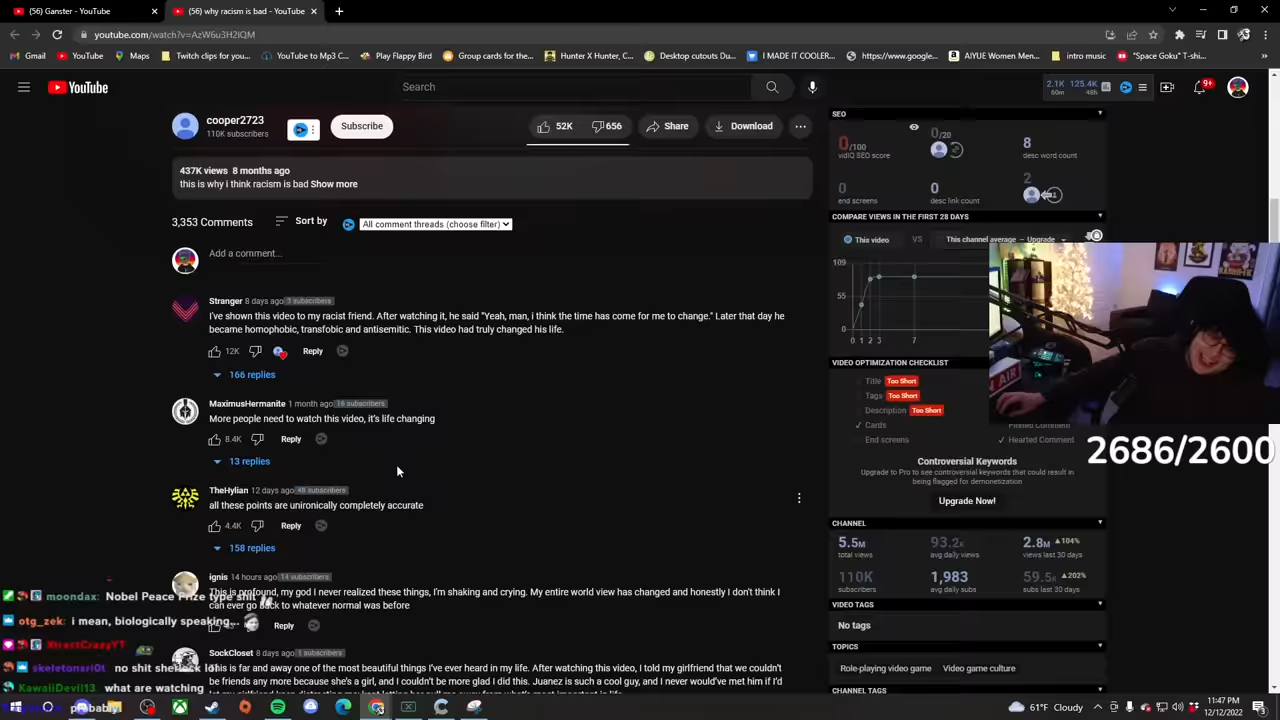 (56) Ganster - YouTube
(56) why racism is bad - YouTube
youtube.com/watch?v=AzW6u3H2IQM
Gmail
YouTube
Maps
Twitch clips for you...
YouTube to Mp3 C...
Play Flappy Bird
Group cards for the...
Hunter X Hunter, C...
Desktop cutouts Du...
I MADE IT COOLER...
https://www.google...
AIYUE Women Men...
intro music
"Space Goku" T-shi...
YouTube
Search
2.1K 125.4K
60m 48h
9+
cooper2723
110K subscribers
Subscribe
52K
656
Share
Download
437K views 8 months ago
this is why i think racism is bad Show more
3,353 Comments
Sort by
All comment threads (choose filter)
Add a comment...
Stranger 8 days ago 3 subscribers
I've shown this video to my racist friend. After watching it, he said "Yeah, man, i think the time has come for me to change." Later that day he
became homophobic, transfobic and antisemitic. This video had truly changed his life.
12K
Reply
166 replies
MaximusHermanite 1 month ago 16 subscribers
More people need to watch this video, it's life changing
8.4K
Reply
13 replies
TheHylian 12 days ago 48 subscribers
all these points are unironically completely accurate
4.4K
Reply
158 replies
ignis 14 hours ago 14 subscribers
This is profound, my god I never realized these things, I'm shaking and crying. My entire world view has changed and honestly I don't think I
can ever go back to whatever normal was before
Reply
SockCloset 8 days ago 1 subscribers
This is far and away one of the most beautiful things I've ever heard in my life. After watching this video, I told my girlfriend that we couldn't
be friends any more because she's a girl, and I couldn't be more glad I did this. Juanez is such a cool guy, and I never would've met him if I'd
moondax: Nobel Peace Prize type shit
otg_zek: i mean, biologically speaking...
XtractCrazyYT
skeletonsri0t: no shit sherlock
KawaiiDevil13 what are watching
probably
SEO
0/100
vidIQ SEO score
0/20
8
desc word count
0
end screens
0
desc link count
2
COMPARE VIEWS IN THE FIRST 28 DAYS
This video
VS
This channel average – Upgrade
109
55
0
0 1 2 3 7
VIDEO OPTIMIZATION CHECKLIST
Title Too Short
Tags Too Short
Description Too Short
Cards
Pinned Comment
End screens
Hearted Comment
ON AIR
2686/2600
Controversial Keywords
Upgrade to Pro to see controversial keywords that could result in
being flagged for demonetization
Upgrade Now!
CHANNEL
5.5M
total views
93.2K
avg daily views
2.8M ▲104%
views last 30 days
110K
subscribers
1,983
avg daily subs
59.5K ▲202%
subs last 30 days
VIDEO TAGS
No tags
TOPICS
Role-playing video game
Video game culture
CHANNEL TAGS
61°F Cloudy
11:47 PM
12/12/2022